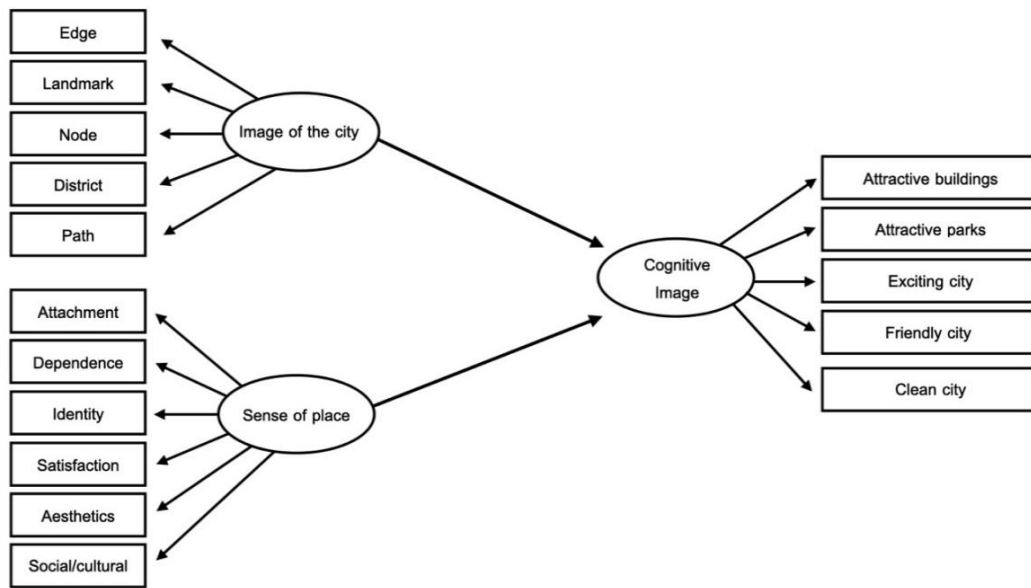 Edge
Landmark
Node
District
Path
Image of the city
Attachment
Dependence
Identity
Satisfaction
Aesthetics
Social/cultural
Sense of place
Cognitive
Image
Attractive buildings
Attractive parks
Exciting city
Friendly city
Clean city